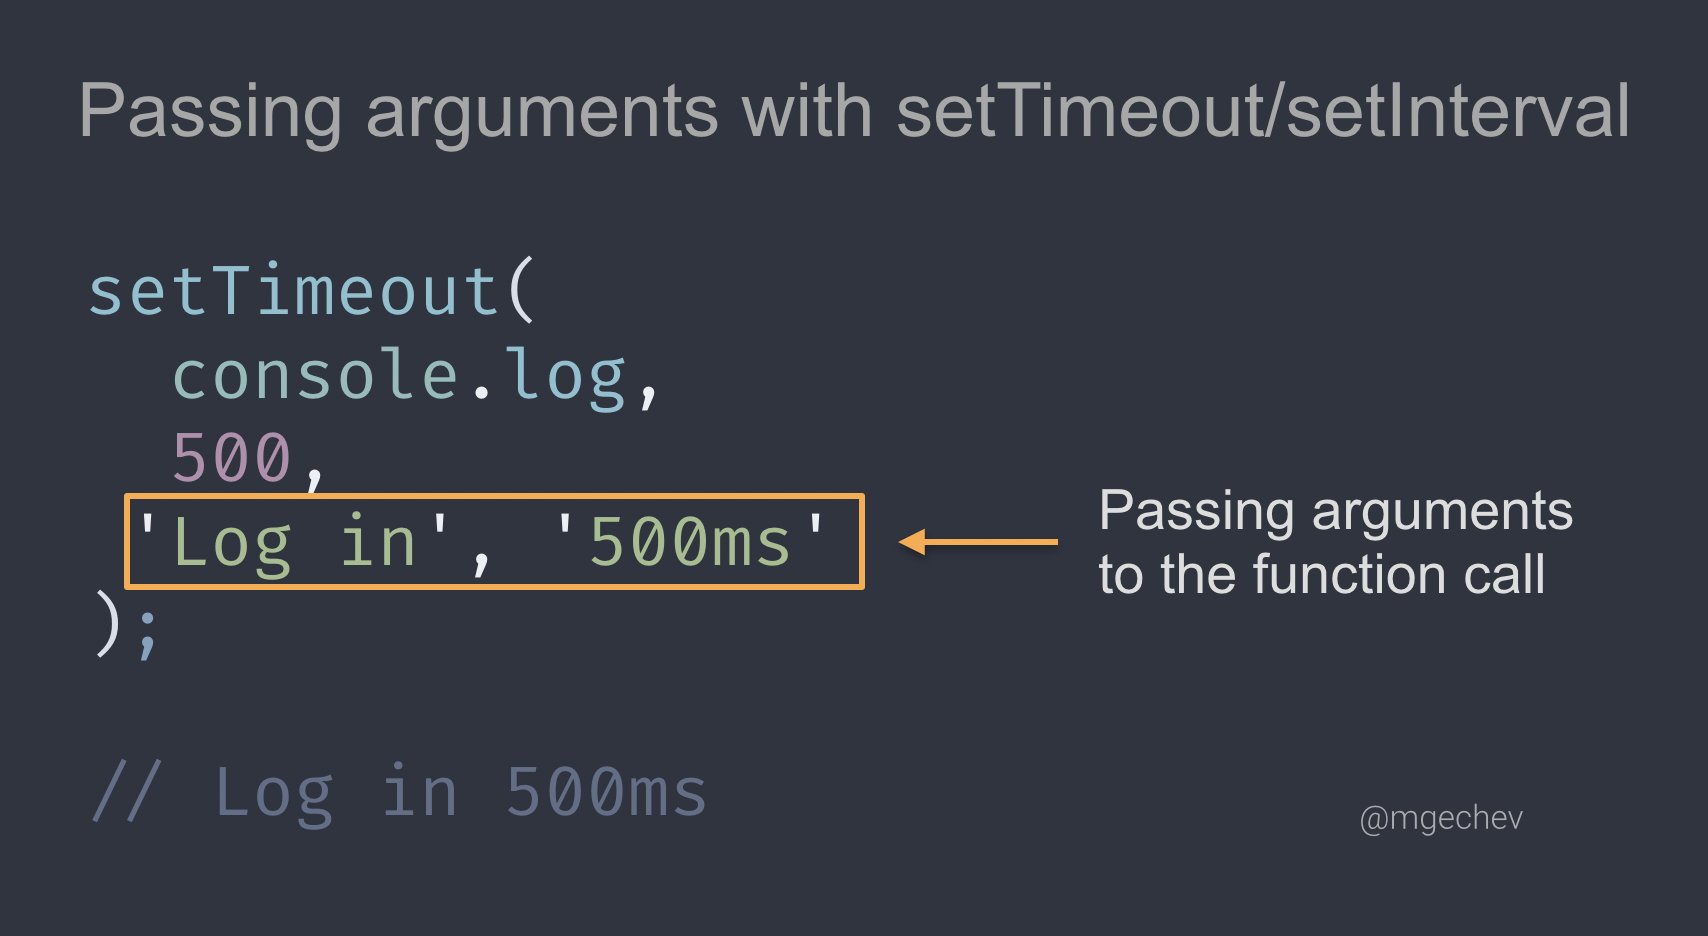 Passing arguments with setTimeout/setInterval
setTimeout(
  console.log,
  500,
  'Log in', '500ms'
);
Passing arguments
to the function call
// Log in 500ms
@mgechev